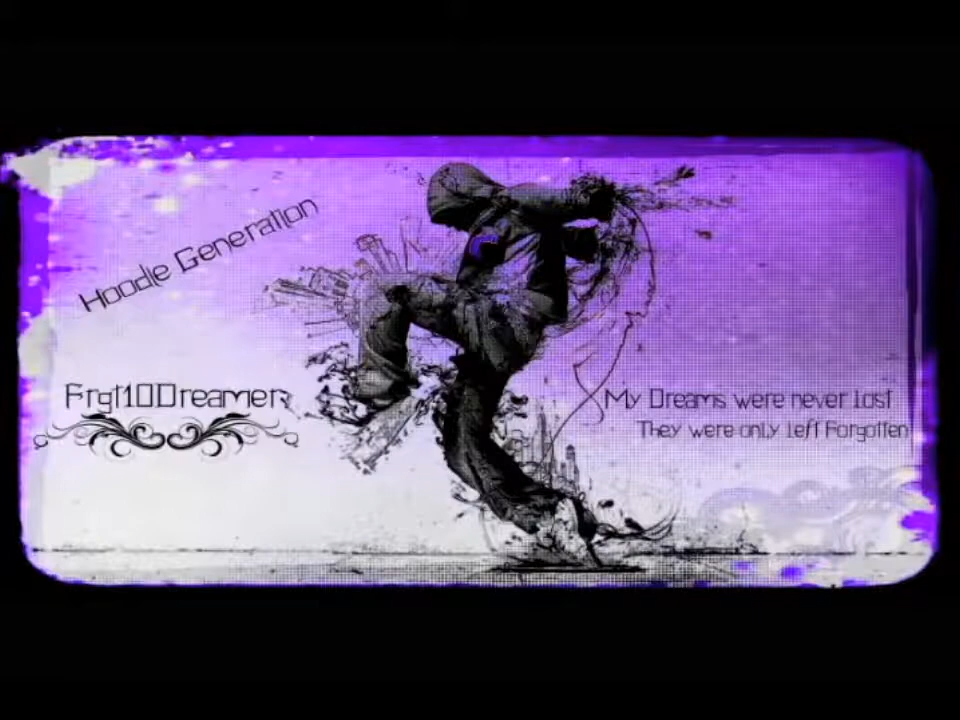 Hoodie Generation
Frgt10Dreamer
My Dreams were never Lost
They were only Left Forgotten